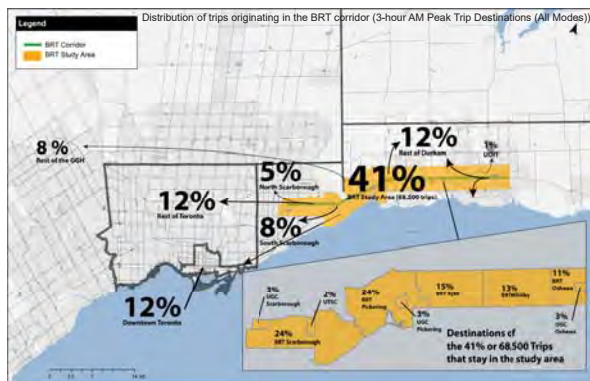 Distribution of trips originating in the BRT corridor (3-hour AM Peak Trip Destinations (All Modes))
Legend
BRT Corridor
BRT Study Area
8 %
Rest of the GGH
12%
Rest of Durham
1%
UOIT
5%
North Scarborough
41%
BRT Study Area (68,500 trips)
12%
Rest of Toronto
8%
South Scarborough
12%
Downtown Toronto
3%
UGC
Scarborough
2%
UTSC
24%
BRT Scarborough
24%
BRT
Pickering
3%
UGC
Pickering
15%
BRT Ajax
13%
BRT Whitby
11%
BRT
Oshawa
3%
UGC
Oshawa
Destinations of
the 41% or 68,500 Trips
that stay in the study area